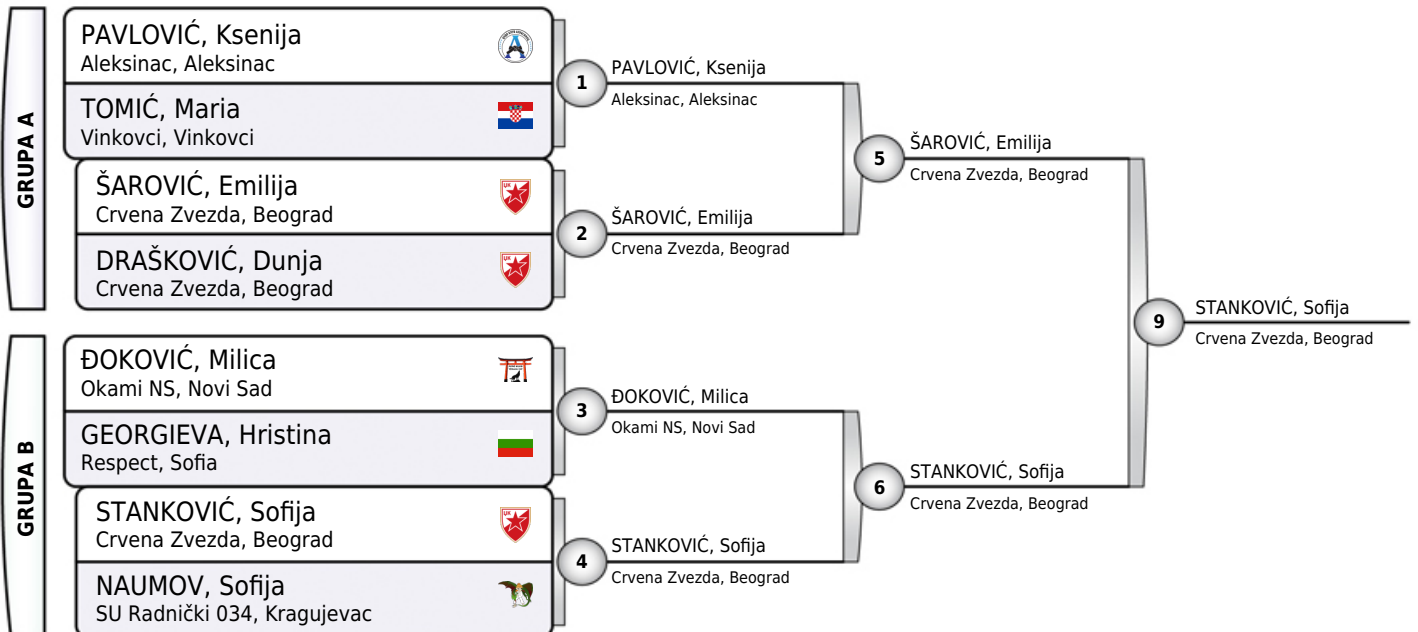 GRUPA A
PAVLOVIĆ, Ksenija
Aleksinac, Aleksinac
TOMIĆ, Maria
Vinkovci, Vinkovci
ŠAROVIĆ, Emilija
Crvena Zvezda, Beograd
DRAŠKOVIĆ, Dunja
Crvena Zvezda, Beograd
GRUPA B
ĐOKOVIĆ, Milica
Okami NS, Novi Sad
GEORGIEVA, Hristina
Respect, Sofia
STANKOVIĆ, Sofija
Crvena Zvezda, Beograd
NAUMOV, Sofija
SU Radnički 034, Kragujevac
1
PAVLOVIĆ, Ksenija
Aleksinac, Aleksinac
2
ŠAROVIĆ, Emilija
Crvena Zvezda, Beograd
3
ĐOKOVIĆ, Milica
Okami NS, Novi Sad
4
STANKOVIĆ, Sofija
Crvena Zvezda, Beograd
5
ŠAROVIĆ, Emilija
Crvena Zvezda, Beograd
6
STANKOVIĆ, Sofija
Crvena Zvezda, Beograd
9
STANKOVIĆ, Sofija
Crvena Zvezda, Beograd